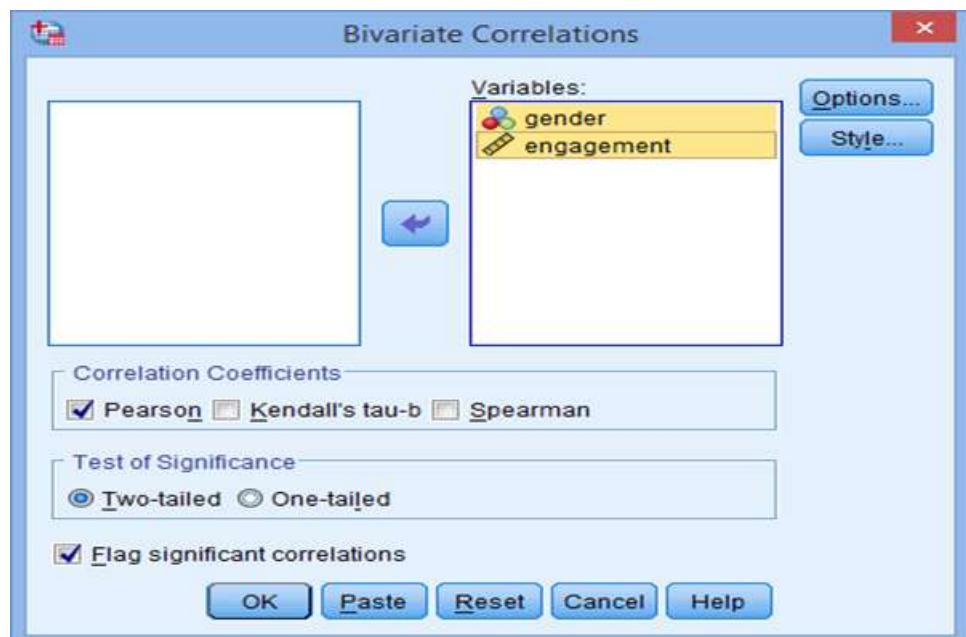 Bivariate Correlations
Variables:
gender
engagement
Options...
Style...
Correlation Coefficients
Pearson Kendall's tau-b Spearman
Test of Significance
Two-tailed One-tailed
Flag significant correlations
OK Paste Reset Cancel Help